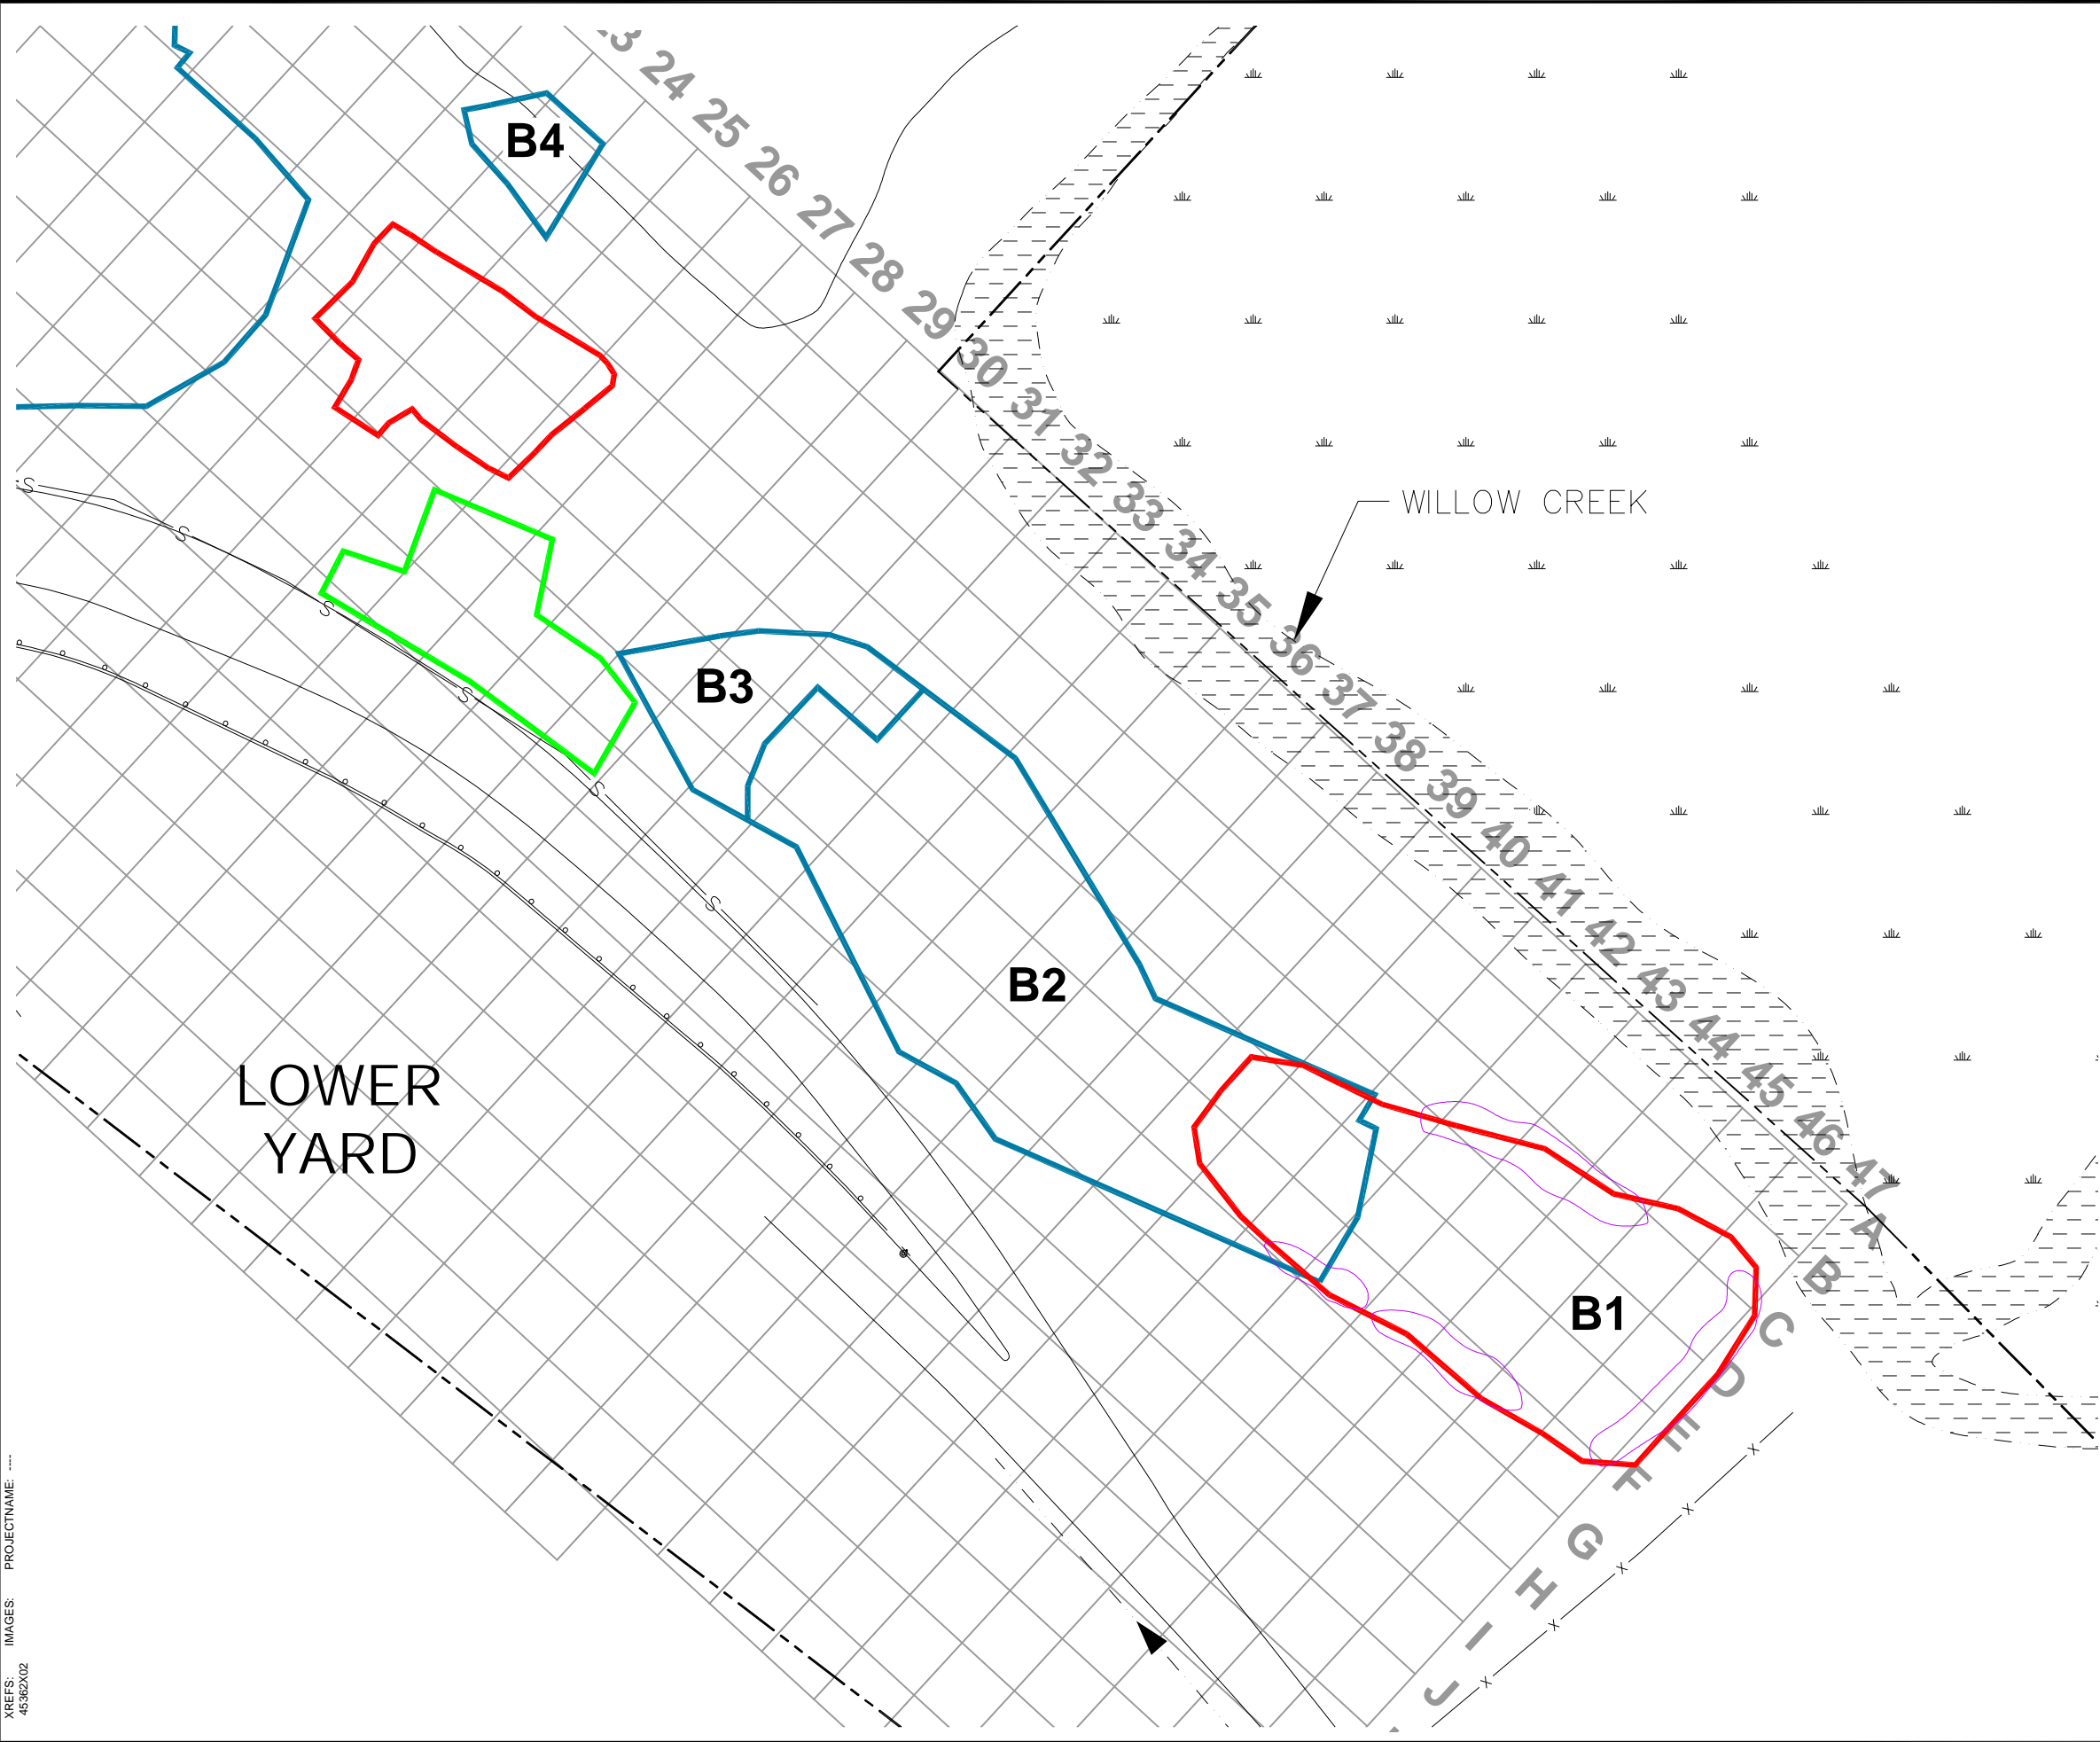 24
25
26
27
28
29
30
31
32
33
34
35
36
37
38
39
40
41
42
43
44
45
46
47
A
B
C
D
E
F
G
H
I
J
B4
B3
B2
B1
WILLOW CREEK
LOWER
YARD
S
S
S
S
S
S
x
x
x
x
x
XREFS: IMAGES: PROJECTNAME: ----
45362X02